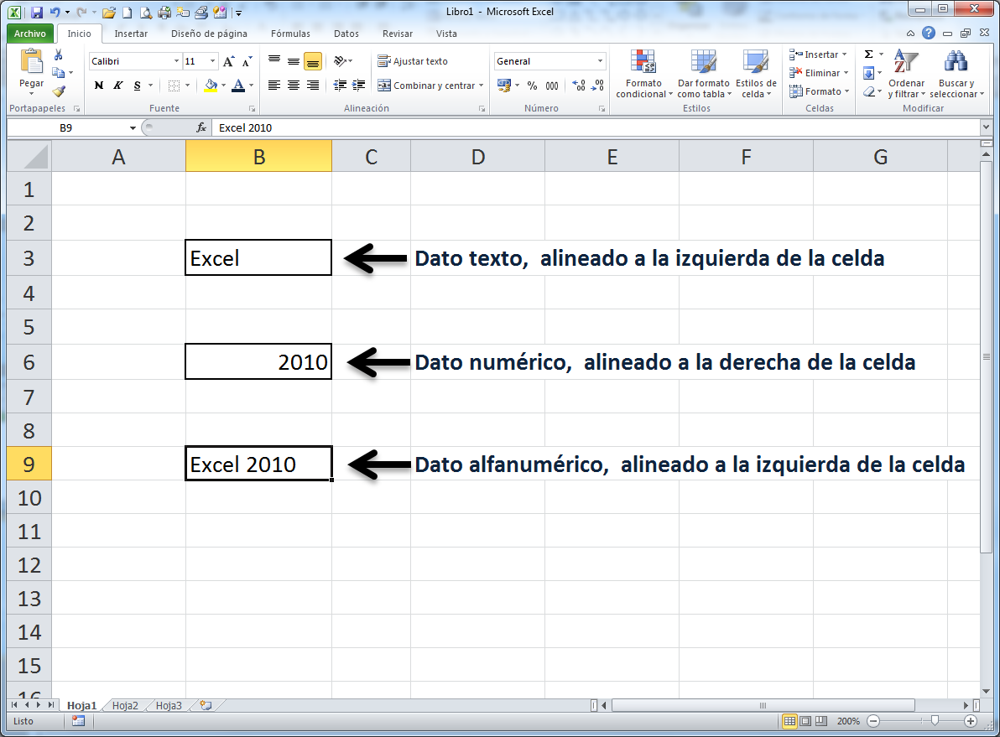 Libro1 - Microsoft Excel
Archivo Inicio Insertar Diseño de página Fórmulas Datos Revisar Vista
Pegar
Calibri 11
N K S
Ajustar texto
Combinar y centrar
General
% 000
Formato condicional
Dar formato como tabla
Estilos de celda
Insertar
Eliminar
Formato
Σ
Ordenar y filtrar
Buscar y seleccionar
Portapapeles Fuente Alineación Número Estilos Celdas Modificar
B9 fx Excel 2010
A B C D E F G
1
2
3 Excel Dato texto, alineado a la izquierda de la celda
4
5
6 2010 Dato numérico, alineado a la derecha de la celda
7
8
9 Excel 2010 Dato alfanumérico, alineado a la izquierda de la celda
10
11
12
13
14
15
16
Hoja1 Hoja2 Hoja3
Listo 200%